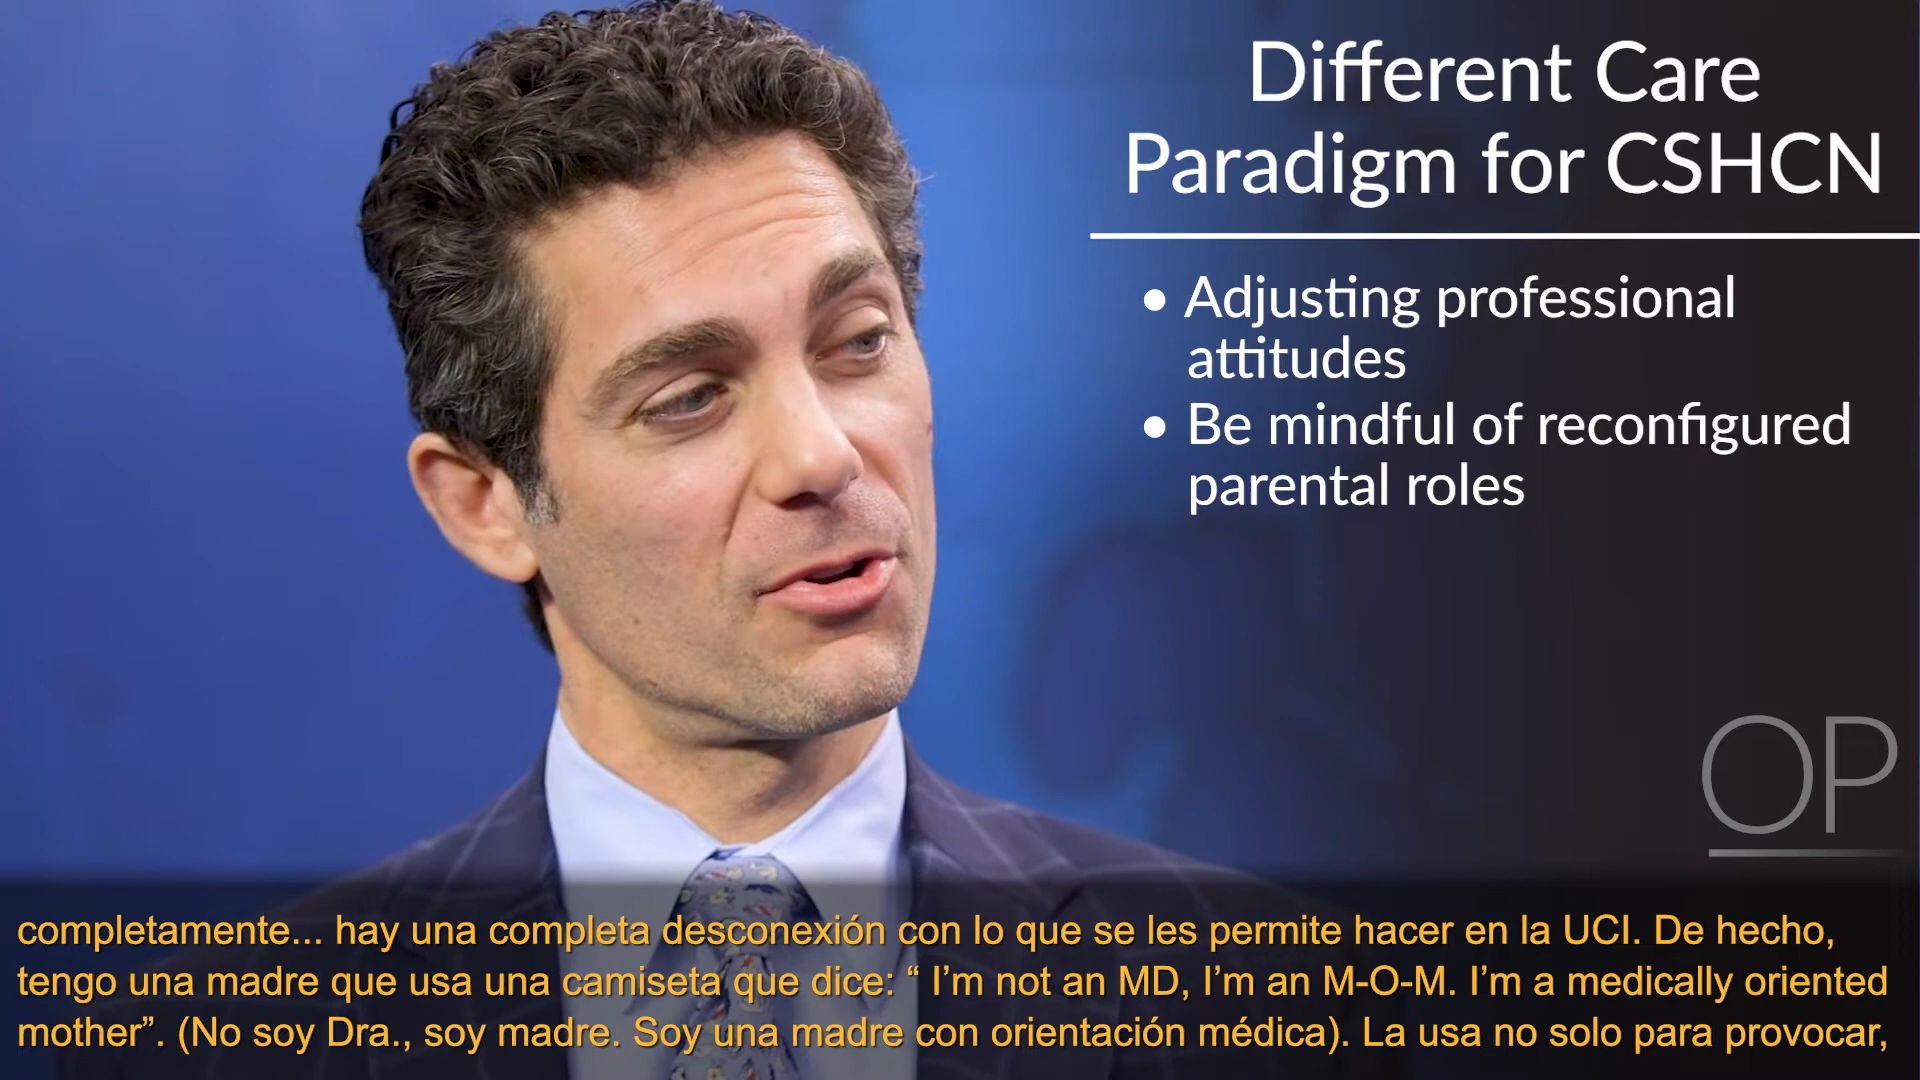 Different Care
Paradigm for CSHCN
• Adjusting professional
attitudes
• Be mindful of reconfigured
parental roles
OP
completamente... hay una completa desconexión con lo que se les permite hacer en la UCI. De hecho,
tengo una madre que usa una camiseta que dice: “ I’m not an MD, I’m an M-O-M. I’m a medically oriented
mother”. (No soy Dra., soy madre. Soy una madre con orientación médica). La usa no solo para provocar,